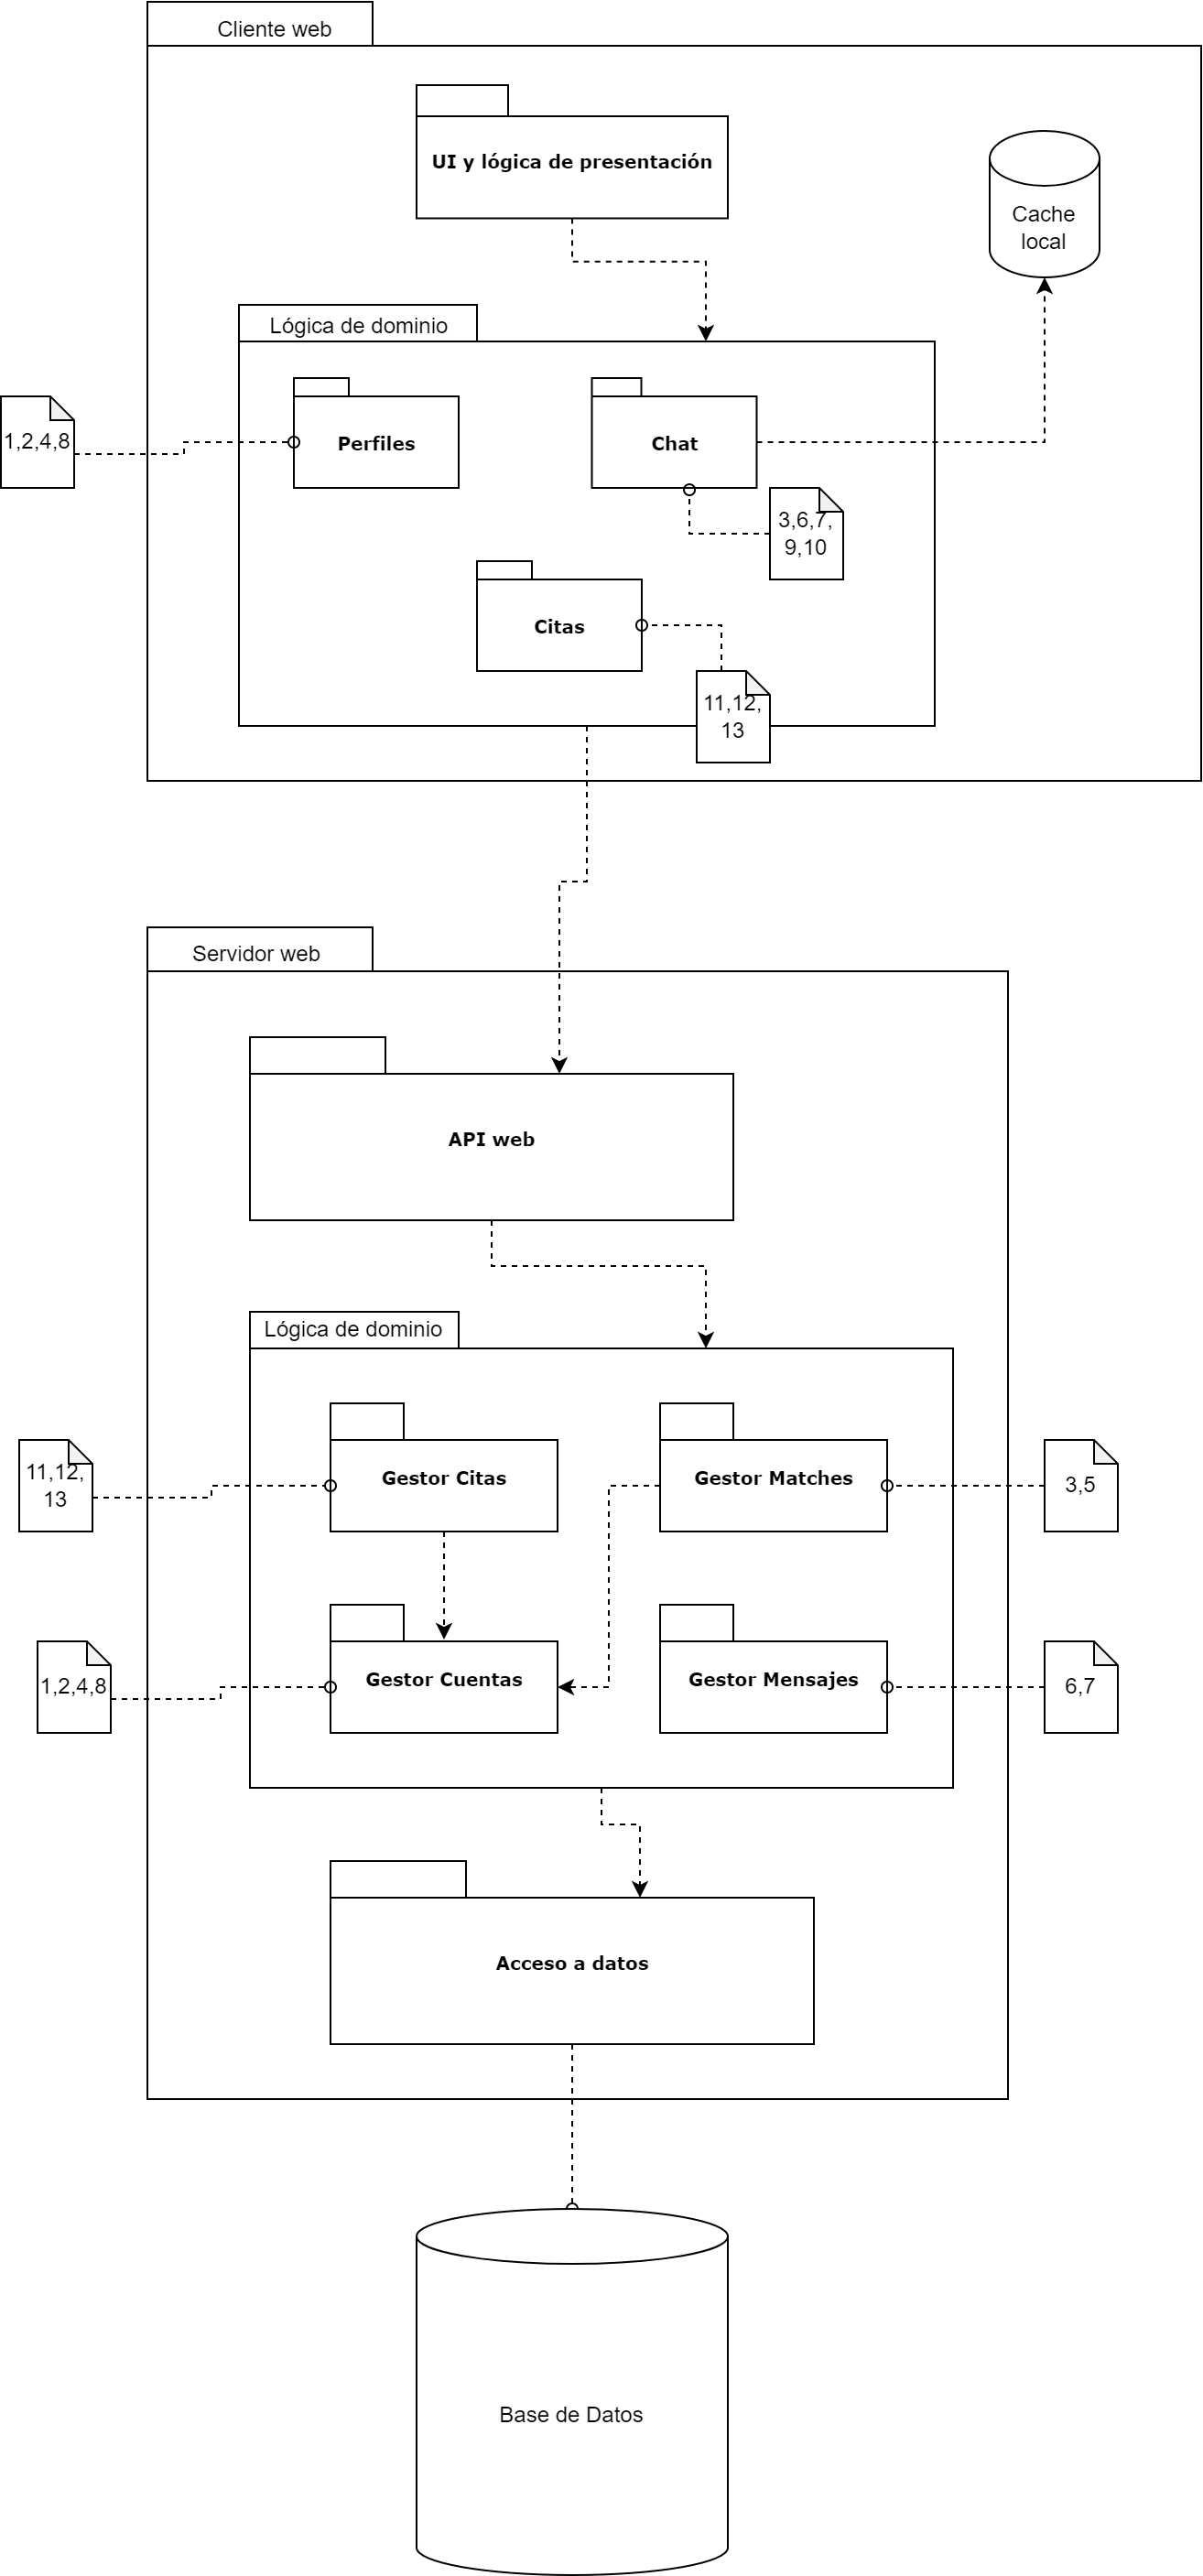 Cliente web
UI y lógica de presentación
Cache
local
Lógica de dominio
1,2,4,8
Perfiles
Chat
3,6,7,
9,10
Citas
11,12,
13
Servidor web
API web
Lógica de dominio
11,12,
13
Gestor Citas
Gestor Matches
3,5
1,2,4,8
Gestor Cuentas
Gestor Mensajes
6,7
Acceso a datos
Base de Datos